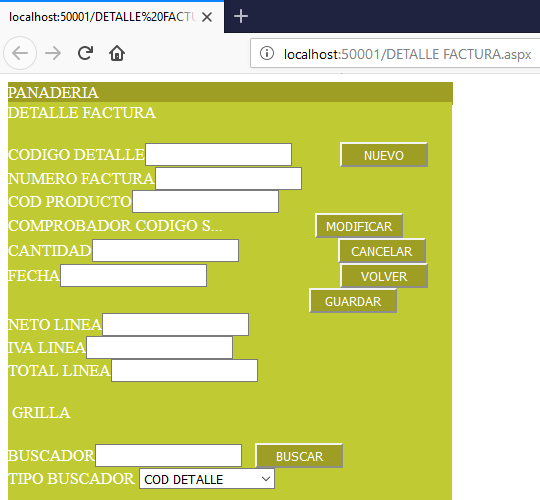 localhost:50001/DETALLE%20FACTU
localhost:50001/DETALLE FACTURA.aspx
PANADERIA
DETALLE FACTURA
CODIGO DETALLE NUEVO
NUMERO FACTURA
COD PRODUCTO
COMPROBADOR CODIGO S... MODIFICAR
CANTIDAD CANCELAR
FECHA VOLVER
GUARDAR
NETO LINEA
IVA LINEA
TOTAL LINEA
GRILLA
BUSCADOR BUSCAR
TIPO BUSCADOR COD DETALLE